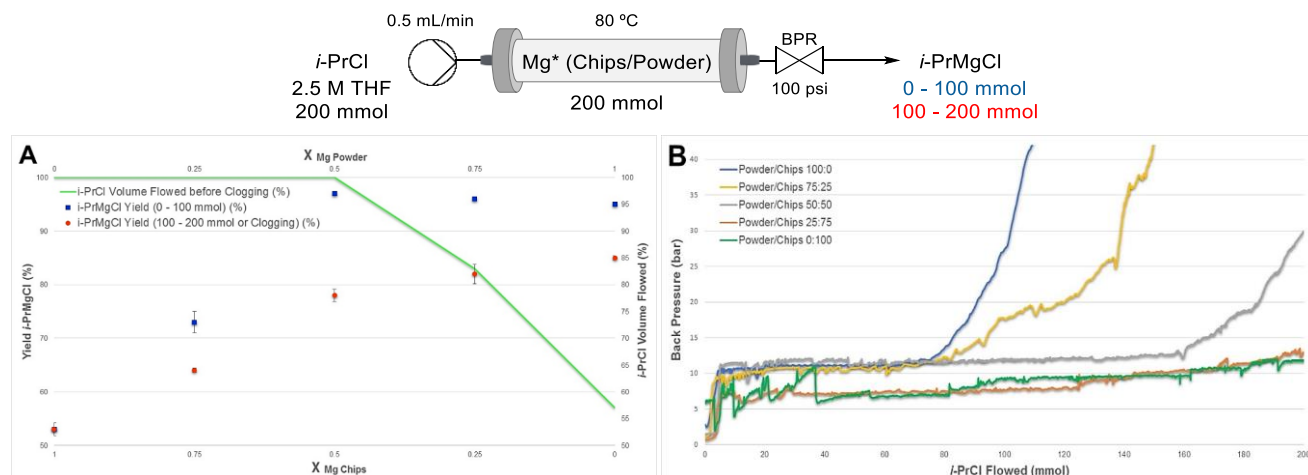 0.5 mL/min
80 ºC
i-PrCl
2.5 M THF
200 mmol
Mg* (Chips/Powder)
200 mmol
BPR
100 psi
i-PrMgCl
0 - 100 mmol
100 - 200 mmol
A
X Mg Powder
0 0.25 0.5 0.75 1
i-PrCl Volume Flowed before Clogging (%)
i-PrMgCl Yield (0 - 100 mmol) (%)
i-PrMgCl Yield (100 - 200 mmol or Clogging) (%)
Yield i-PrMgCl (%)
100
90
80
70
60
50
i-PrCl Volume Flowed (%)
100
95
90
85
80
75
70
65
60
55
50
1 0.75 0.5 0.25 0
X Mg Chips
B
Powder/Chips 100:0
Powder/Chips 75:25
Powder/Chips 50:50
Powder/Chips 25:75
Powder/Chips 0:100
Back Pressure (bar)
40
35
30
25
20
15
10
5
0
0 20 40 60 80 100 120 140 160 180 200
i-PrCl Flowed (mmol)